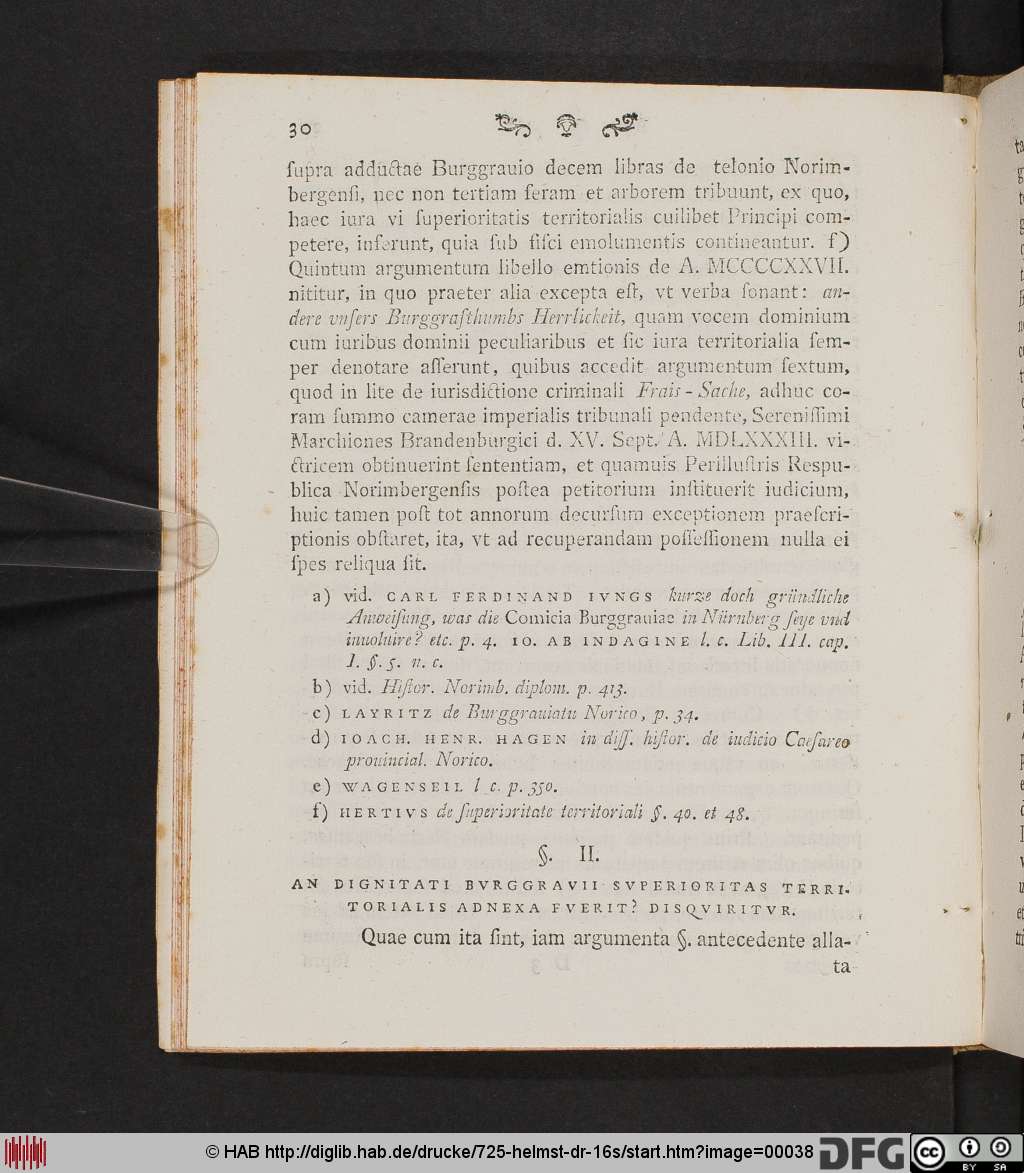 30
ſupra adductae Burggrauio decem libras de telonio Norim-
bergenſi, nec non tertiam feram et arborem tribuunt, ex quo,
haec iura vi ſuperioritatis territorialis cuilibet Principi com-
petere, inferunt, quia ſub fiſci emolumentis contineantur. f)
Quintum argumentum libello emtionis de A. MCCCCXXVII.
nititur, in quo praeter alia excepta eſt, vt verba ſonant: an-
dere vnſers Burggrafthumbs Herrlickeit, quam vocem dominium
cum iuribus dominii peculiaribus et ſic iura territorialia ſem-
per denotare aſſerunt, quibus accedit argumentum ſextum,
quod in lite de iurisdictione criminali Frais-Sache, adhuc co-
ram ſummo camerae imperialis tribunali pendente, Sereniſſimi
Marchiones Brandenburgici d. XV. Sept. A. MDLXXXIII. vi-
ctricem obtinuerint ſententiam, et quamuis Perilluſtris Respu-
blica Norimbergenſis poſtea petitorium inſtituerit iudicium,
huic tamen poſt tot annorum decurſum exceptionem praeſcri-
ptionis obſtaret, ita, vt ad recuperandam poſſeſſionem nulla ei
ſpes reliqua ſit.
a) vid. CARL FERDINAND IVNGS kurze doch gründliche
Anweiſung, was die Comicia Burggrauiae in Nürnberg ſeye vnd
inuoluire? etc. p. 4. IO. AB INDAGINE l. c. Lib. III. cap.
I. §. 5. n. c.
b) vid. Hiſtor. Norimb. diplom. p. 413.
c) LAYRITZ de Burggrauiatu Norico, p. 34.
d) IOACH. HENR. HAGEN in diſſ. hiſtor. de iudicio Caeſareo
prouincial. Norico.
e) WAGENSEIL l c. p. 350.
f) HERTIVS de ſuperioritate territoriali §. 40. et 48.
§. II.
AN DIGNITATI BVRGGRAVII SVPERIORITAS TERRI-
TORIALIS ADNEXA FVERIT? DISQVIRITVR.
Quae cum ita ſint, iam argumenta §. antecedente alla-
ta
© HAB http://diglib.hab.de/drucke/725-helmst-dr-16s/start.htm?image=00038
DFG
cc BY SA